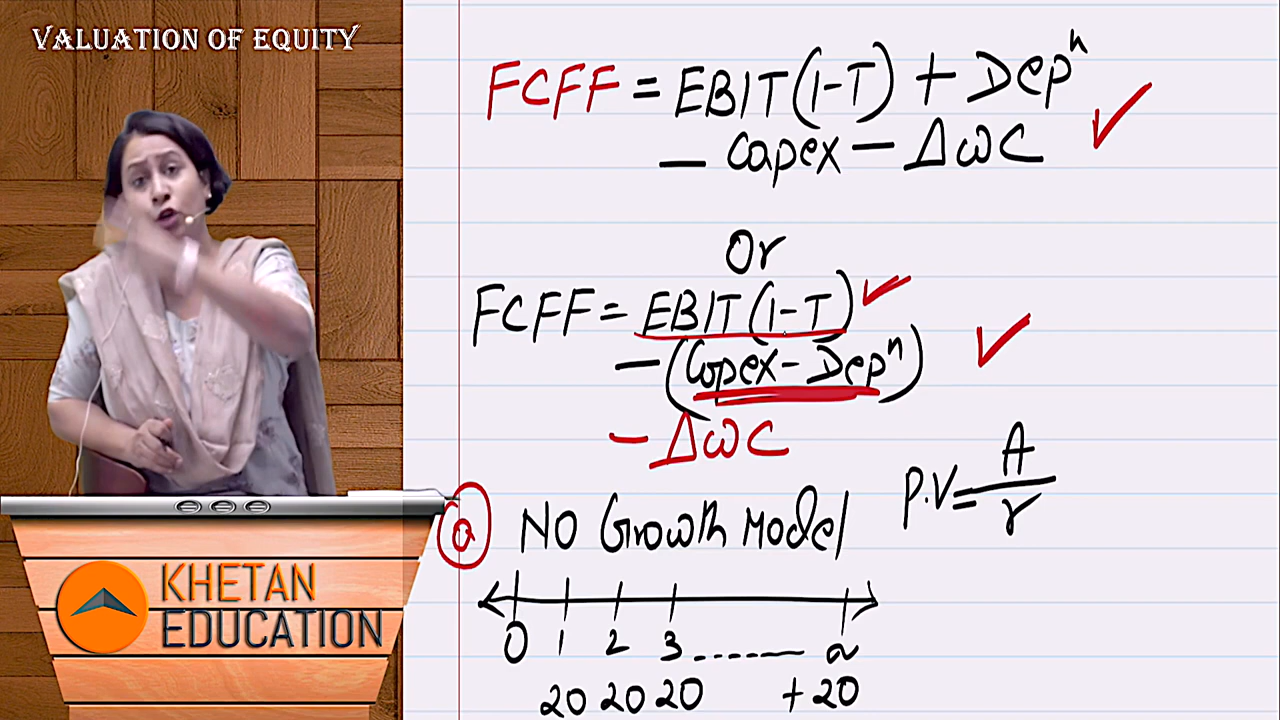 VALUATION OF EQUITY
FCFF = EBIT(1-T) + Depⁿ
- Capex - ΔWC
Or
FCFF = EBIT(1-T)
- (Capex - Depⁿ)
- ΔWC
P.V = A/r
a NO Growth Model
0 1 2 3 ------- ∞
20 20 20 + 20
KHETAN
EDUCATION